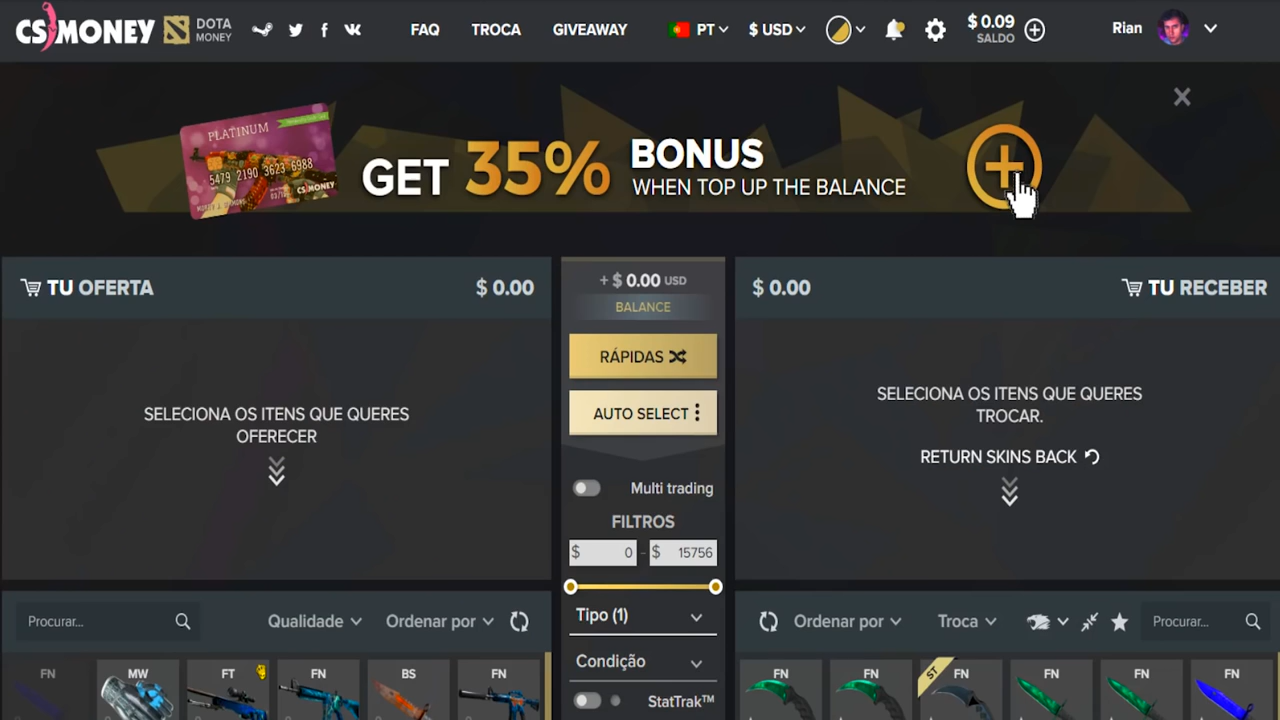 CS MONEY
DOTA
MONEY
FAQ
TROCA
GIVEAWAY
PT
$ USD
$ 0.09
SALDO
Rian
PLATINUM
5479 2190 3623 6988
CS MONEY
GET 35% BONUS
WHEN TOP UP THE BALANCE
TU OFERTA
$ 0.00
+ $ 0.00 USD
BALANCE
$ 0.00
TU RECEBER
RÁPIDAS
AUTO SELECT
SELECIONA OS ITENS QUE QUERES
OFERECER
SELECIONA OS ITENS QUE QUERES
TROCAR.
RETURN SKINS BACK
Multi trading
FILTROS
$ 0 - $ 15756
Tipo (1)
Condição
StatTrak™
Procurar...
Qualidade
Ordenar por
Ordenar por
Troca
Procurar...
FN
MW
FT
FN
BS
FN
FN
FN
ST
FN
FN
FN
FN